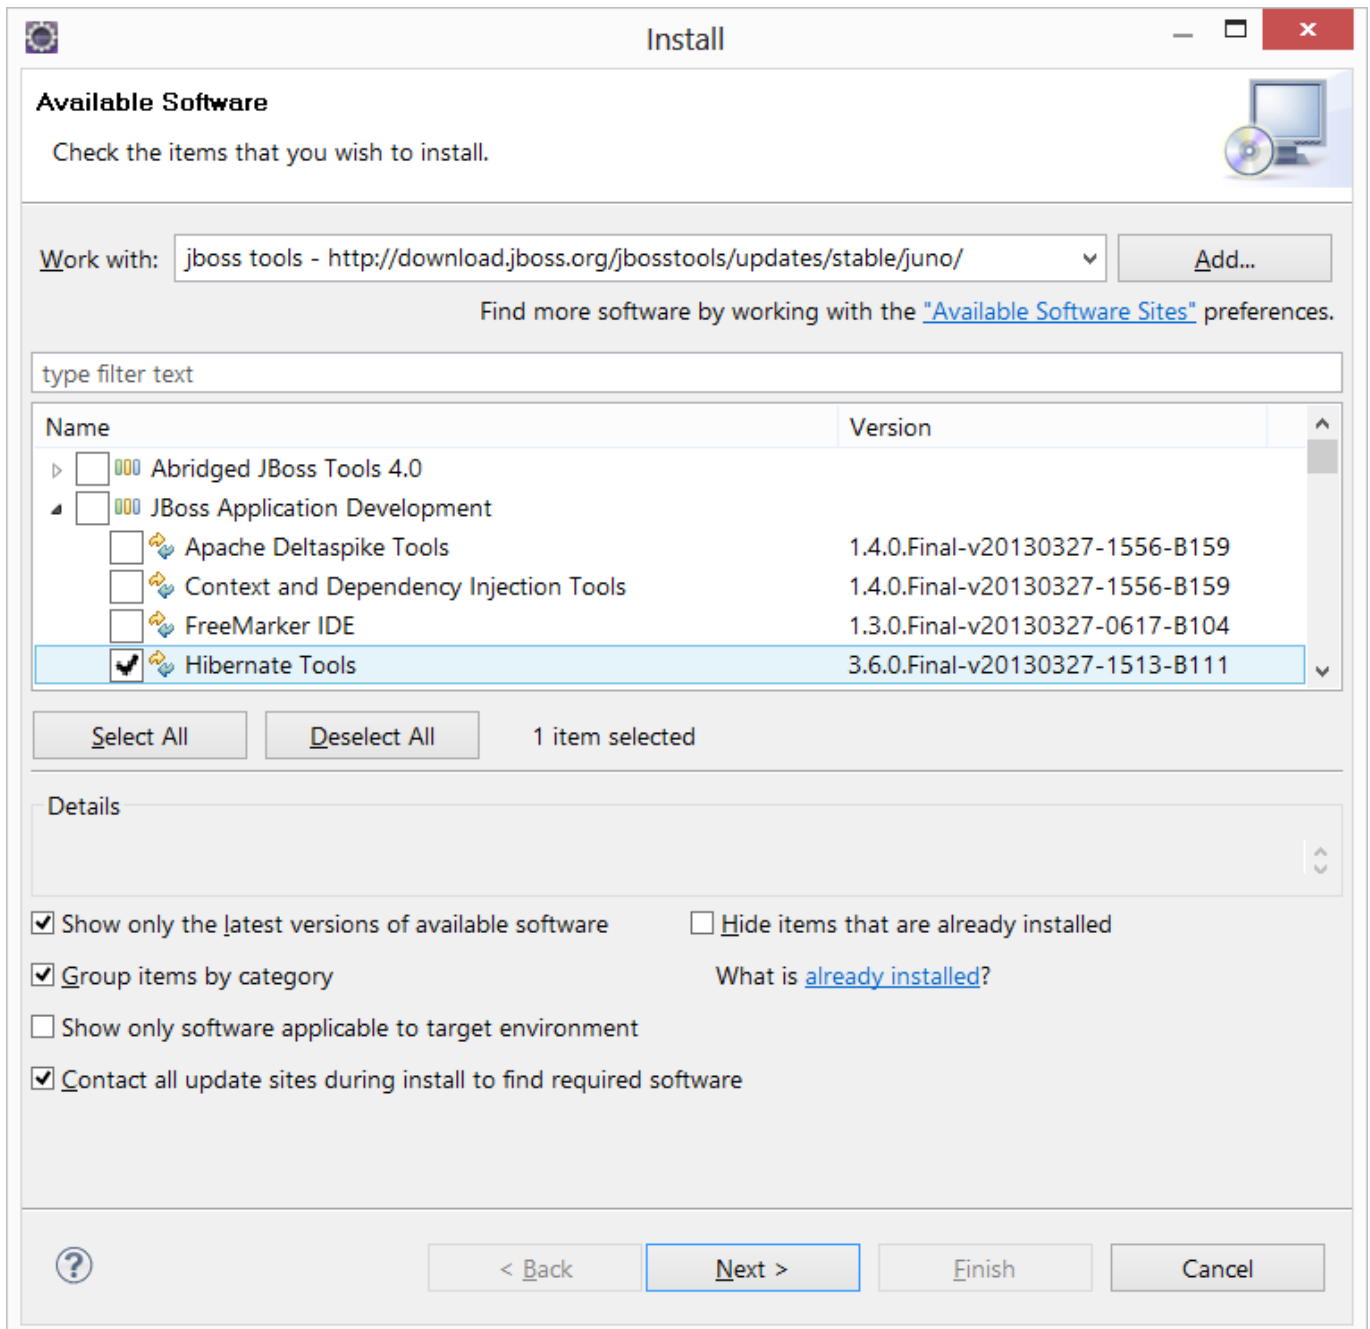 Install
Available Software
Check the items that you wish to install.
Work with: jboss tools - http://download.jboss.org/jbosstools/updates/stable/juno/ Add...
Find more software by working with the "Available Software Sites" preferences.
type filter text
Name Version
Abridged JBoss Tools 4.0
JBoss Application Development
Apache Deltaspike Tools 1.4.0.Final-v20130327-1556-B159
Context and Dependency Injection Tools 1.4.0.Final-v20130327-1556-B159
FreeMarker IDE 1.3.0.Final-v20130327-0617-B104
Hibernate Tools 3.6.0.Final-v20130327-1513-B111
Select All Deselect All 1 item selected
Details
Show only the latest versions of available software Hide items that are already installed
Group items by category What is already installed?
Show only software applicable to target environment
Contact all update sites during install to find required software
? < Back Next > Finish Cancel